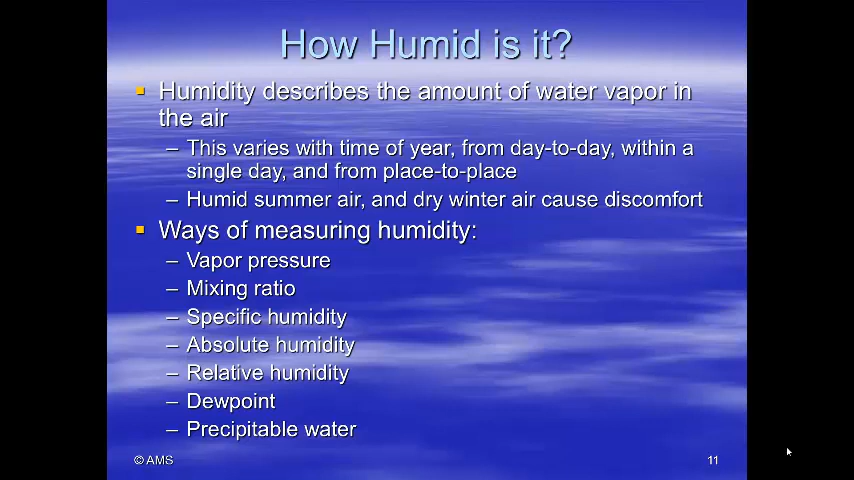 How Humid is it?
▪ Humidity describes the amount of water vapor in
the air
– This varies with time of year, from day-to-day, within a
single day, and from place-to-place
– Humid summer air, and dry winter air cause discomfort
▪ Ways of measuring humidity:
– Vapor pressure
– Mixing ratio
– Specific humidity
– Absolute humidity
– Relative humidity
– Dewpoint
– Precipitable water
© AMS
11